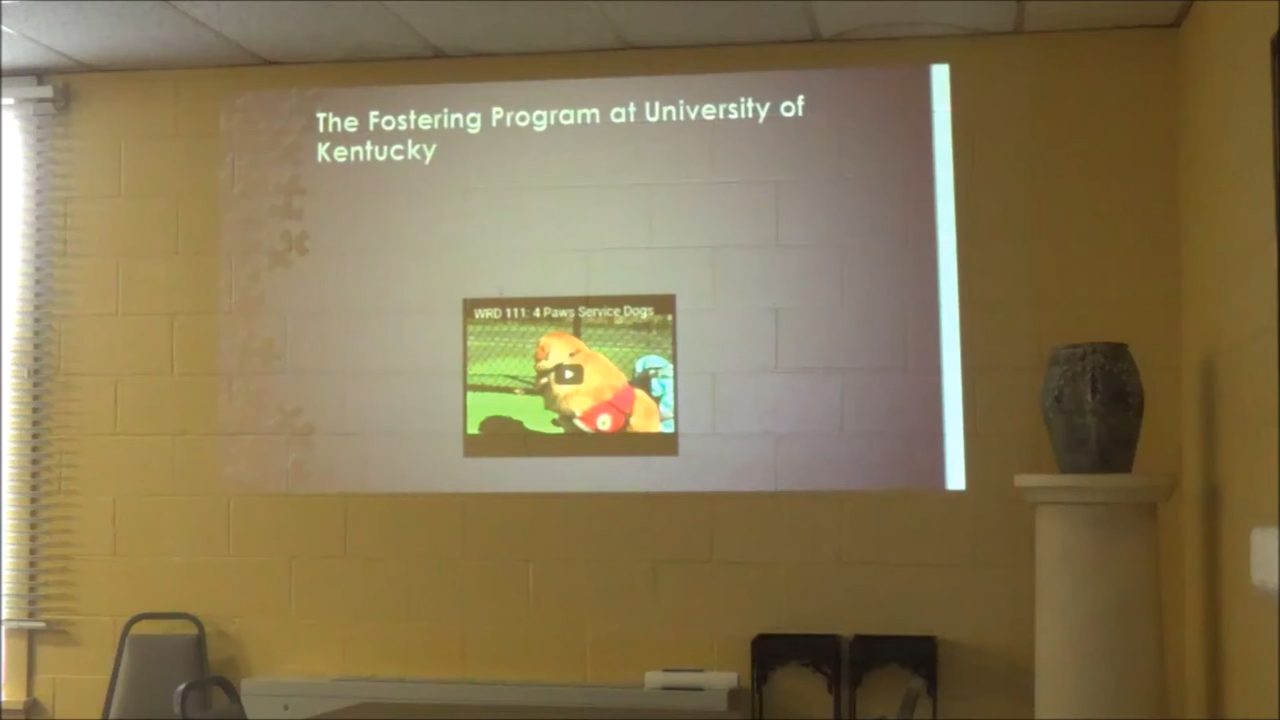 The Fostering Program at University of
Kentucky
WRD 111: 4 Paws Service Dogs